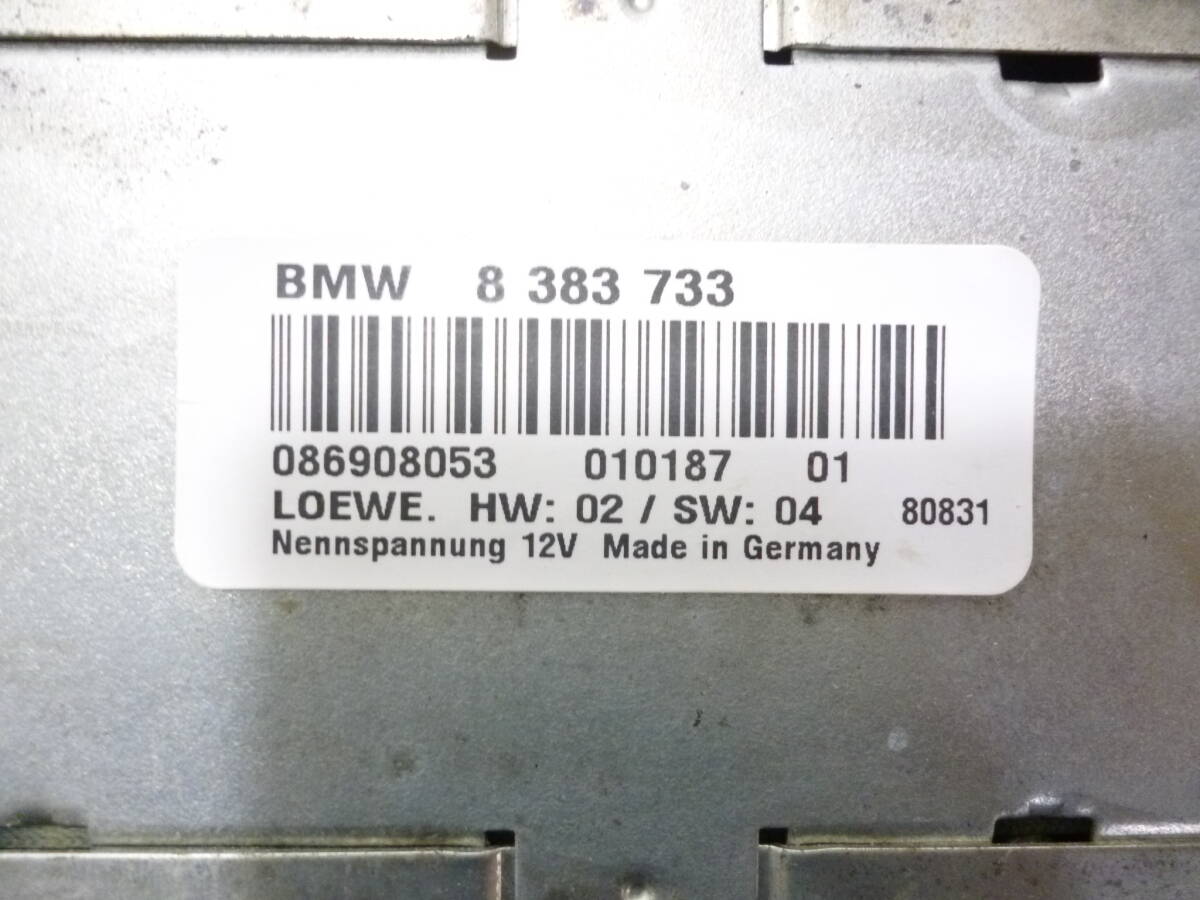 BMW 8 383 733
086908053 010187 01
LOEWE. HW: 02 / SW: 04 80831
Nennspannung 12V Made in Germany